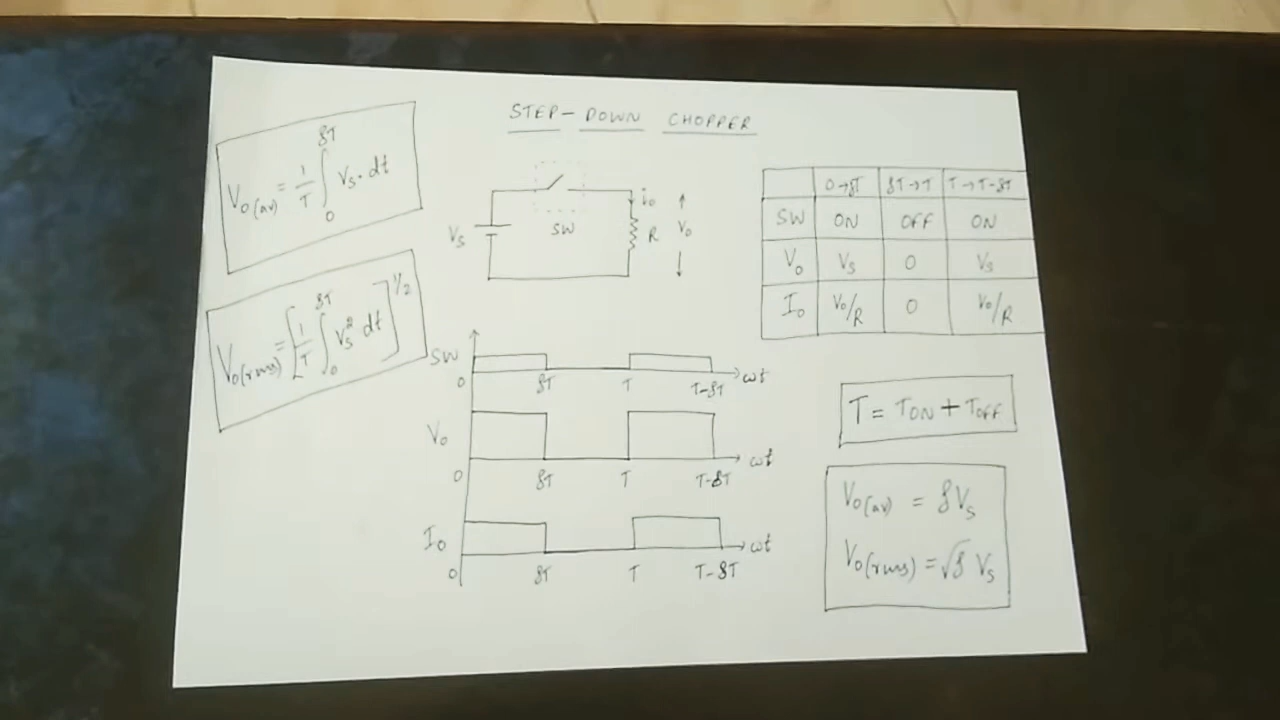 STEP-DOWN CHOPPER
V₀(av) = 1/T ∫₀^δT Vs. dt
V₀(rms) = [1/T ∫₀^δT Vs² dt]^1/2
Vs
SW
i₀
R
V₀
0→δT δT→T T→T-δT
SW ON OFF ON
V₀ Vs 0 Vs
I₀ V₀/R 0 V₀/R
SW
0 δT T T-δT ωt
V₀
0 δT T T-δT ωt
I₀
0 δT T T-δT ωt
T = TON + TOFF
V₀(av) = δVs
V₀(rms) = √δ Vs